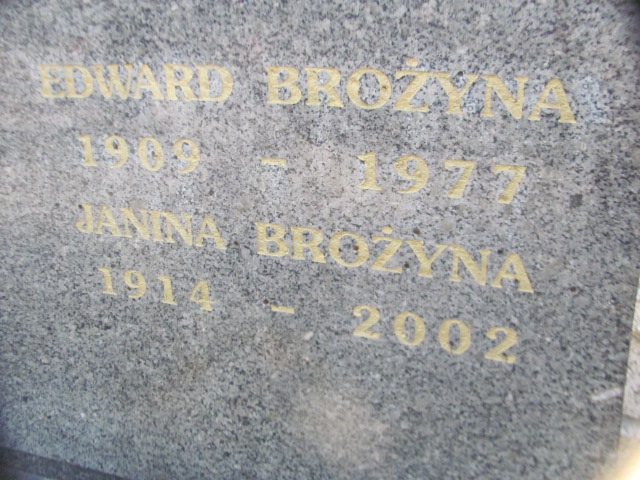 EDWARD BROŻYNA
1909 - 1977
JANINA BROŻYNA
1914 - 2002